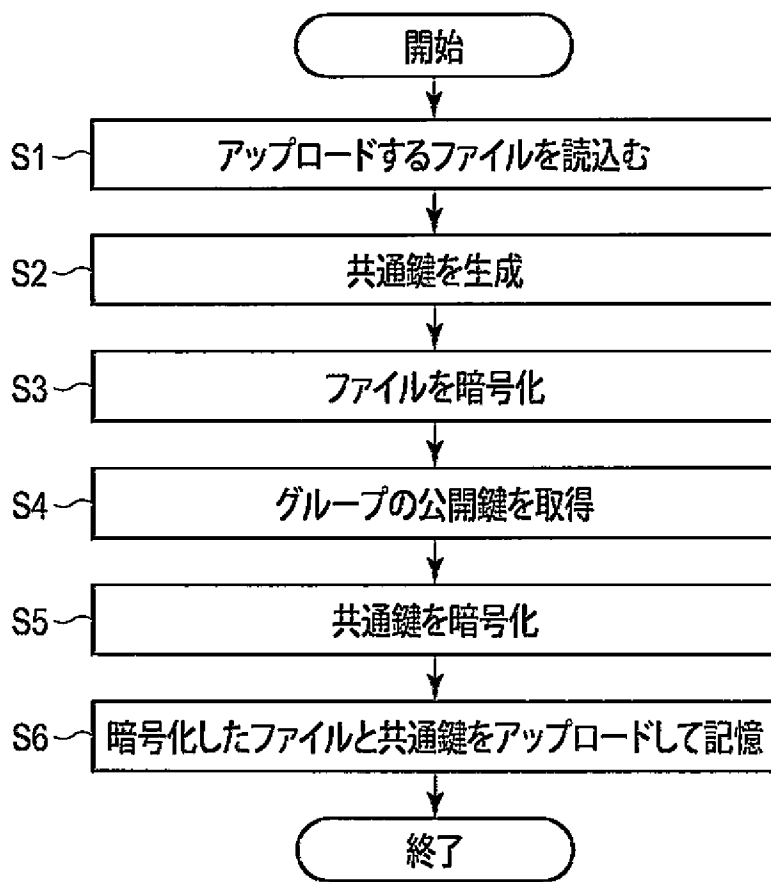 開始
S1 アップロードするファイルを読込む
S2 共通鍵を生成
S3 ファイルを暗号化
S4 グループの公開鍵を取得
S5 共通鍵を暗号化
S6 暗号化したファイルと共通鍵をアップロードして記憶
終了